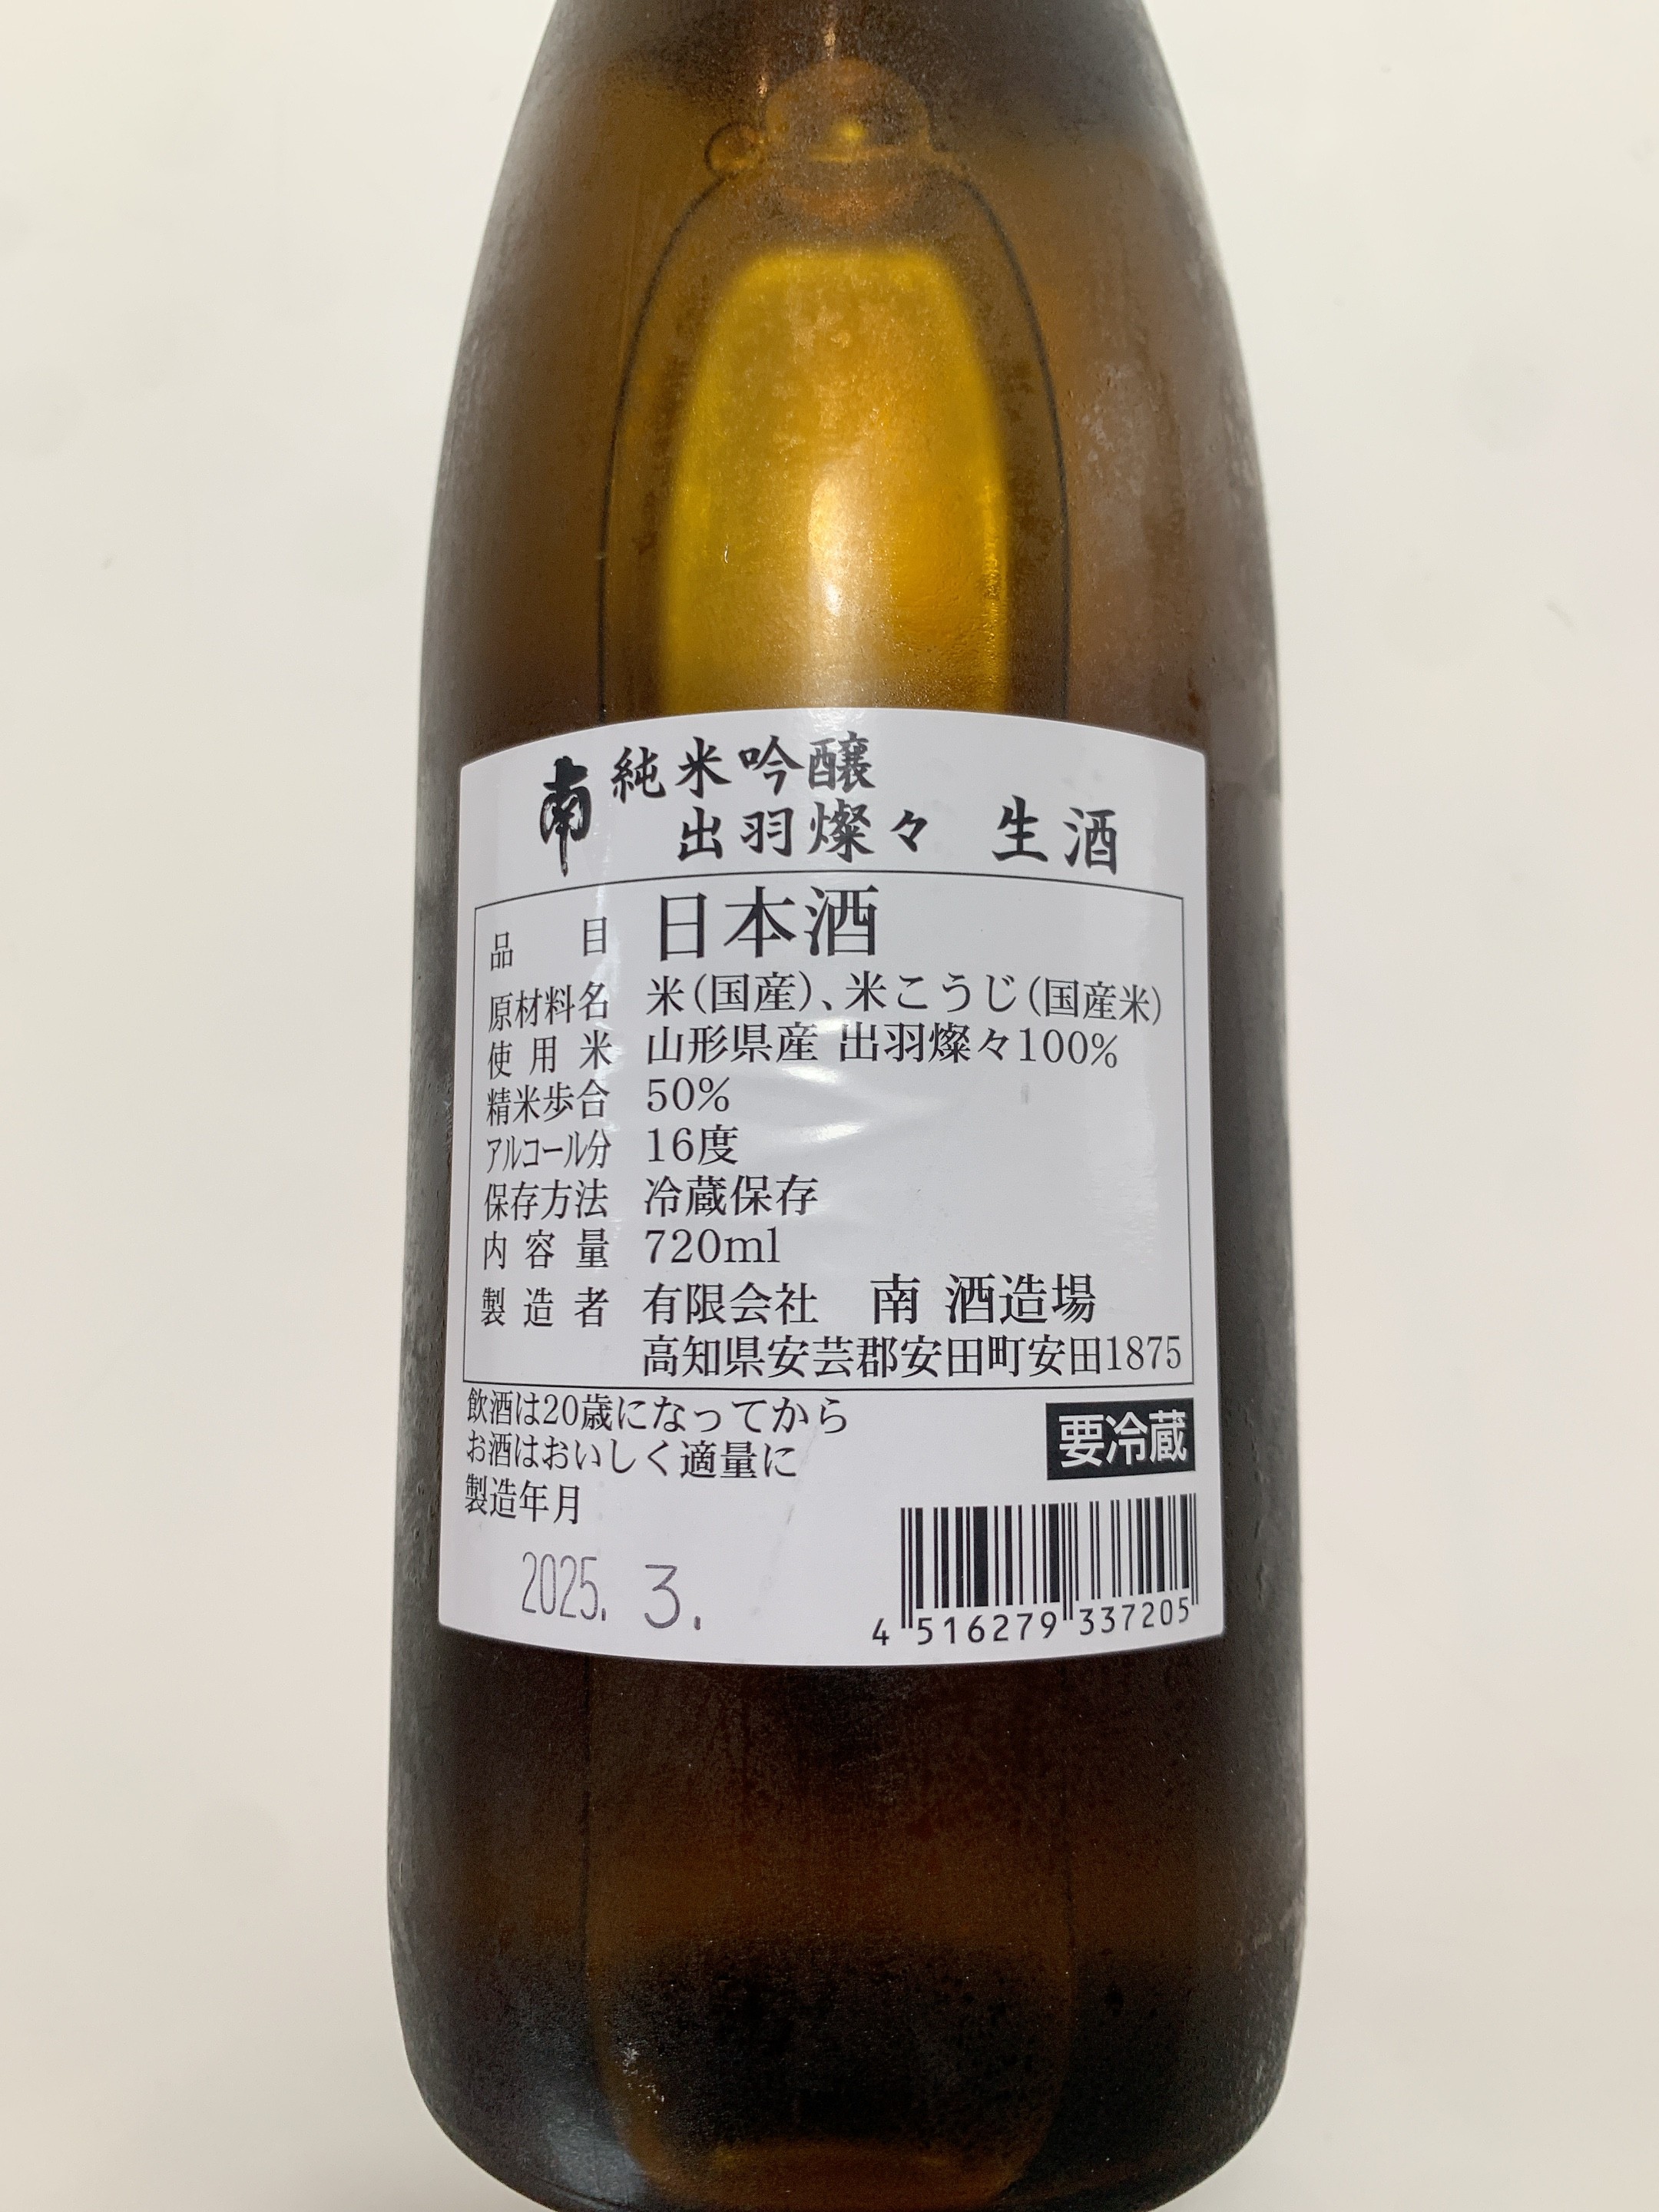 南 純米吟醸
出羽燦々 生酒
品目 日本酒
原材料名 米(国産)、米こうじ(国産米)
使用米 山形県産 出羽燦々100%
精米歩合 50%
アルコール分 16度
保存方法 冷蔵保存
内容量 720ml
製造者 有限会社 南 酒造場
高知県安芸郡安田町安田1875
飲酒は20歳になってから
お酒はおいしく適量に
要冷蔵
製造年月
2025. 3.
4 516279 337205